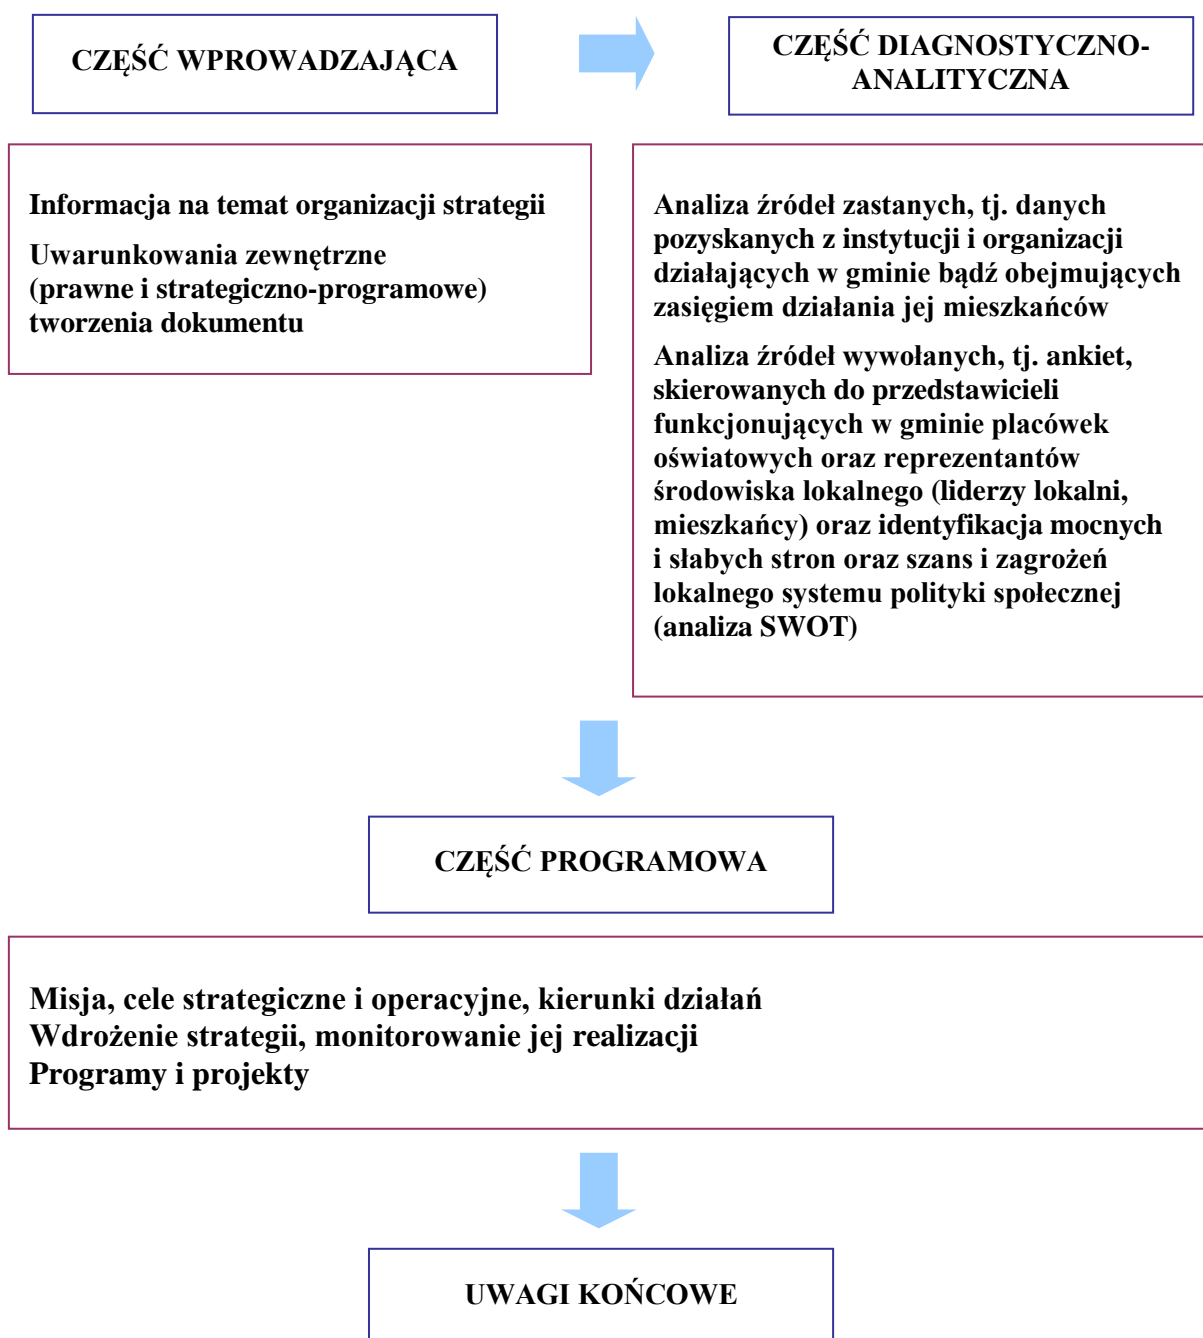 CZĘŚĆ WPROWADZAJĄCA
CZĘŚĆ DIAGNOSTYCZNO-
ANALITYCZNA
Informacja na temat organizacji strategii
Uwarunkowania zewnętrzne
(prawne i strategiczno-programowe)
tworzenia dokumentu
Analiza źródeł zastanych, tj. danych
pozyskanych z instytucji i organizacji
działających w gminie bądź obejmujących
zasięgiem działania jej mieszkańców
Analiza źródeł wywołanych, tj. ankiet,
skierowanych do przedstawicieli
funkcjonujących w gminie placówek
oświatowych oraz reprezentantów
środowiska lokalnego (liderzy lokalni,
mieszkańcy) oraz identyfikacja mocnych
i słabych stron oraz szans i zagrożeń
lokalnego systemu polityki społecznej
(analiza SWOT)
CZĘŚĆ PROGRAMOWA
Misja, cele strategiczne i operacyjne, kierunki działań
Wdrożenie strategii, monitorowanie jej realizacji
Programy i projekty
UWAGI KOŃCOWE